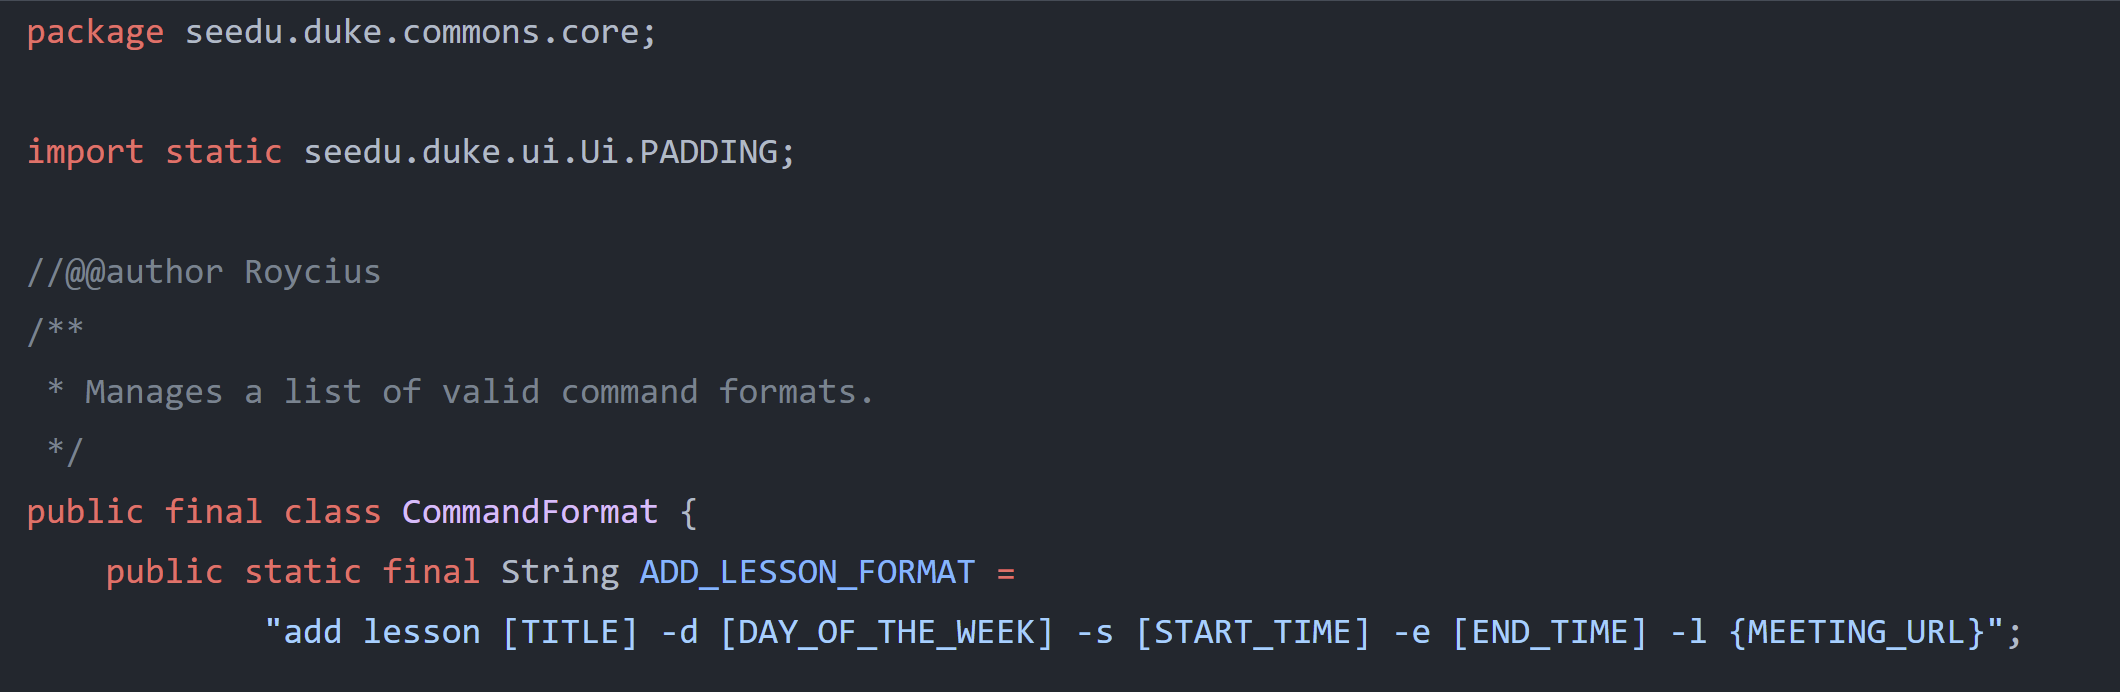 package seedu.duke.commons.core;
import static seedu.duke.ui.Ui.PADDING;
//@@author Roycius
/**
 * Manages a list of valid command formats.
 */
public final class CommandFormat {
    public static final String ADD_LESSON_FORMAT =
            "add lesson [TITLE] -d [DAY_OF_THE_WEEK] -s [START_TIME] -e [END_TIME] -l {MEETING_URL}";